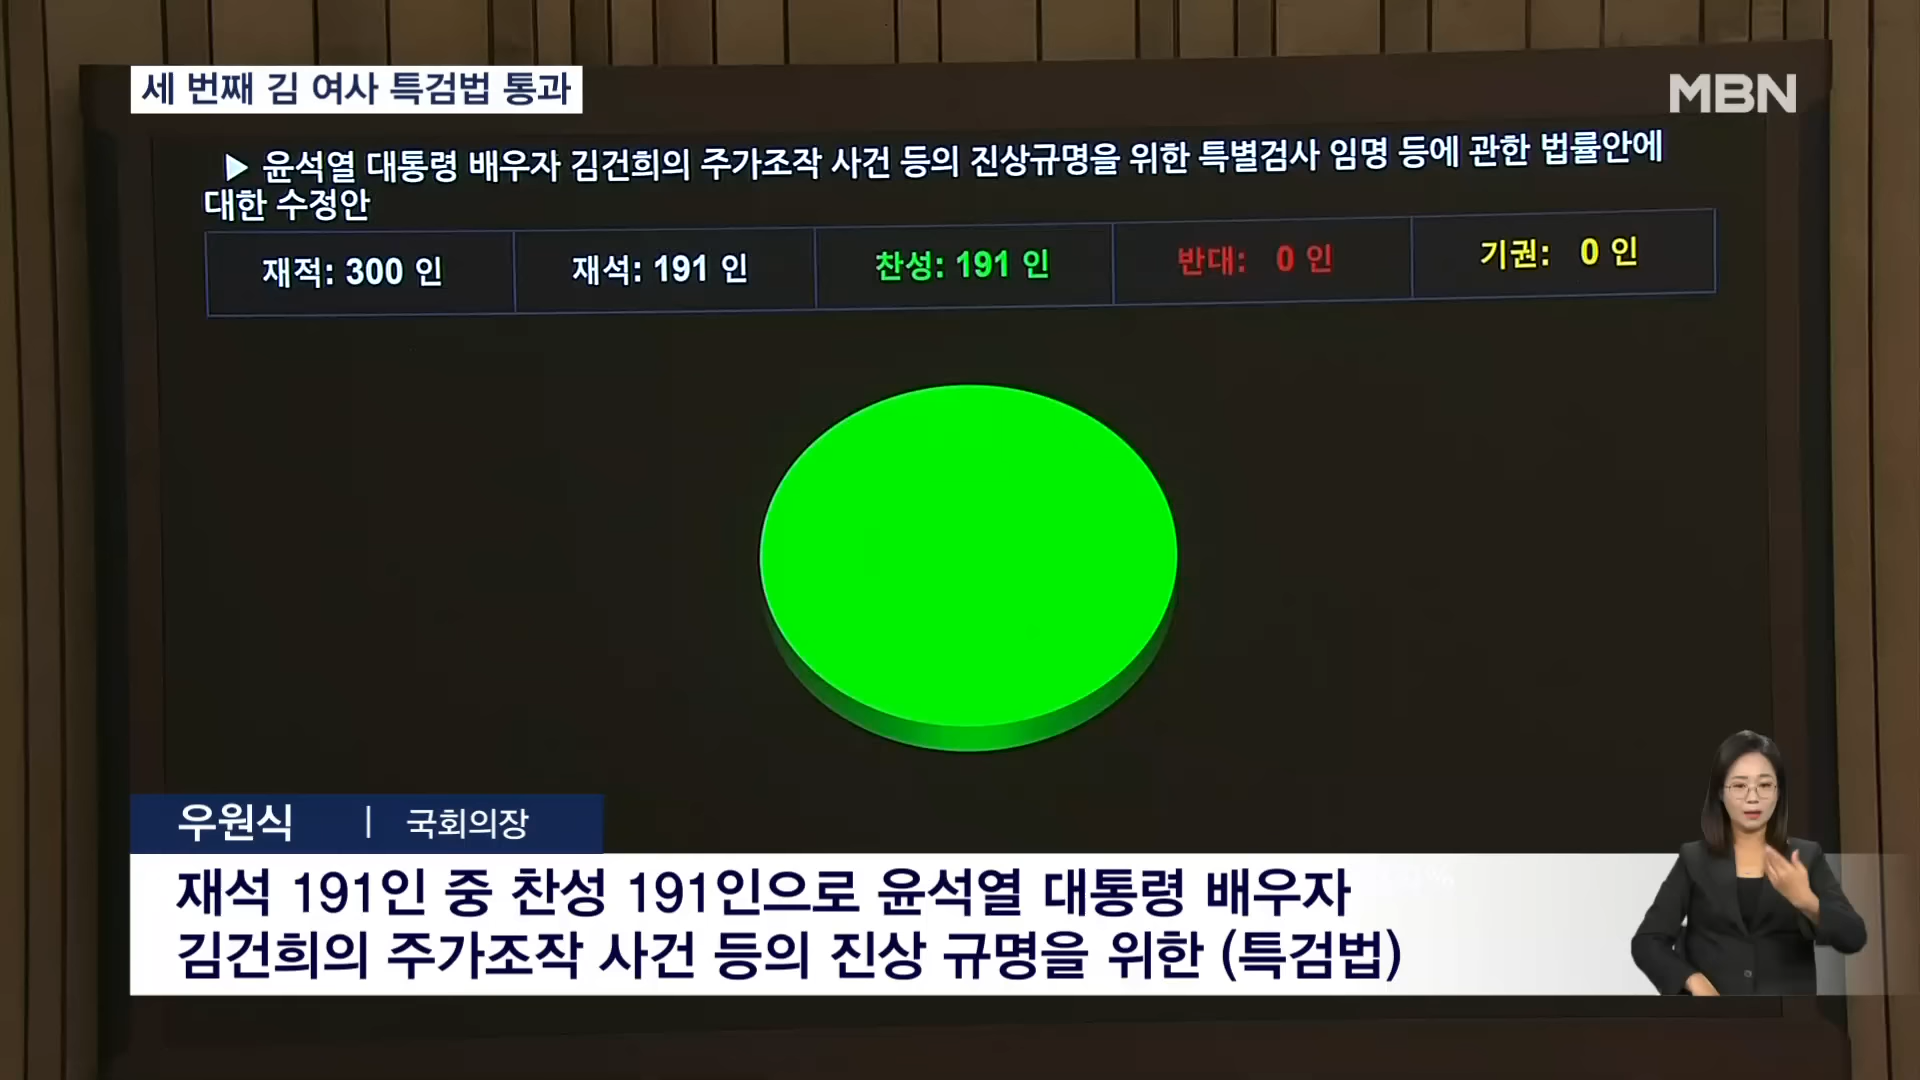 세 번째 김 여사 특검법 통과
MBN
▶ 윤석열 대통령 배우자 김건희의 주가조작 사건 등의 진상규명을 위한 특별검사 임명 등에 관한 법률안에
대한 수정안
재적: 300 인 재석: 191 인 찬성: 191 인 반대: 0 인 기권: 0 인
우원식 | 국회의장
재석 191인 중 찬성 191인으로 윤석열 대통령 배우자
김건희의 주가조작 사건 등의 진상 규명을 위한 (특검법)